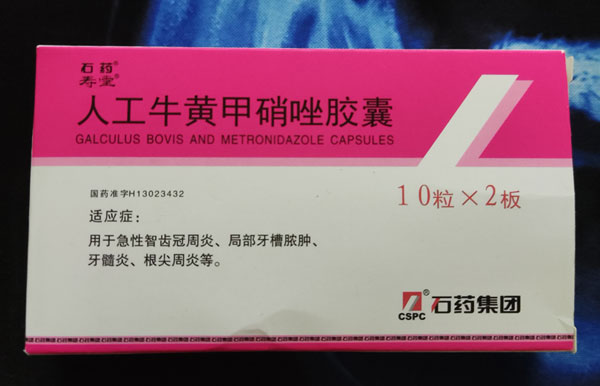 石药®
寿堂®
人工牛黄甲硝唑胶囊
GALCULUS BOVIS AND METRONIDAZOLE CAPSULES
国药准字H13023432
10粒×2板
适应症：
用于急性智齿冠周炎、局部牙槽脓肿、
牙髓炎、根尖周炎等。
CSPC® 石药集团